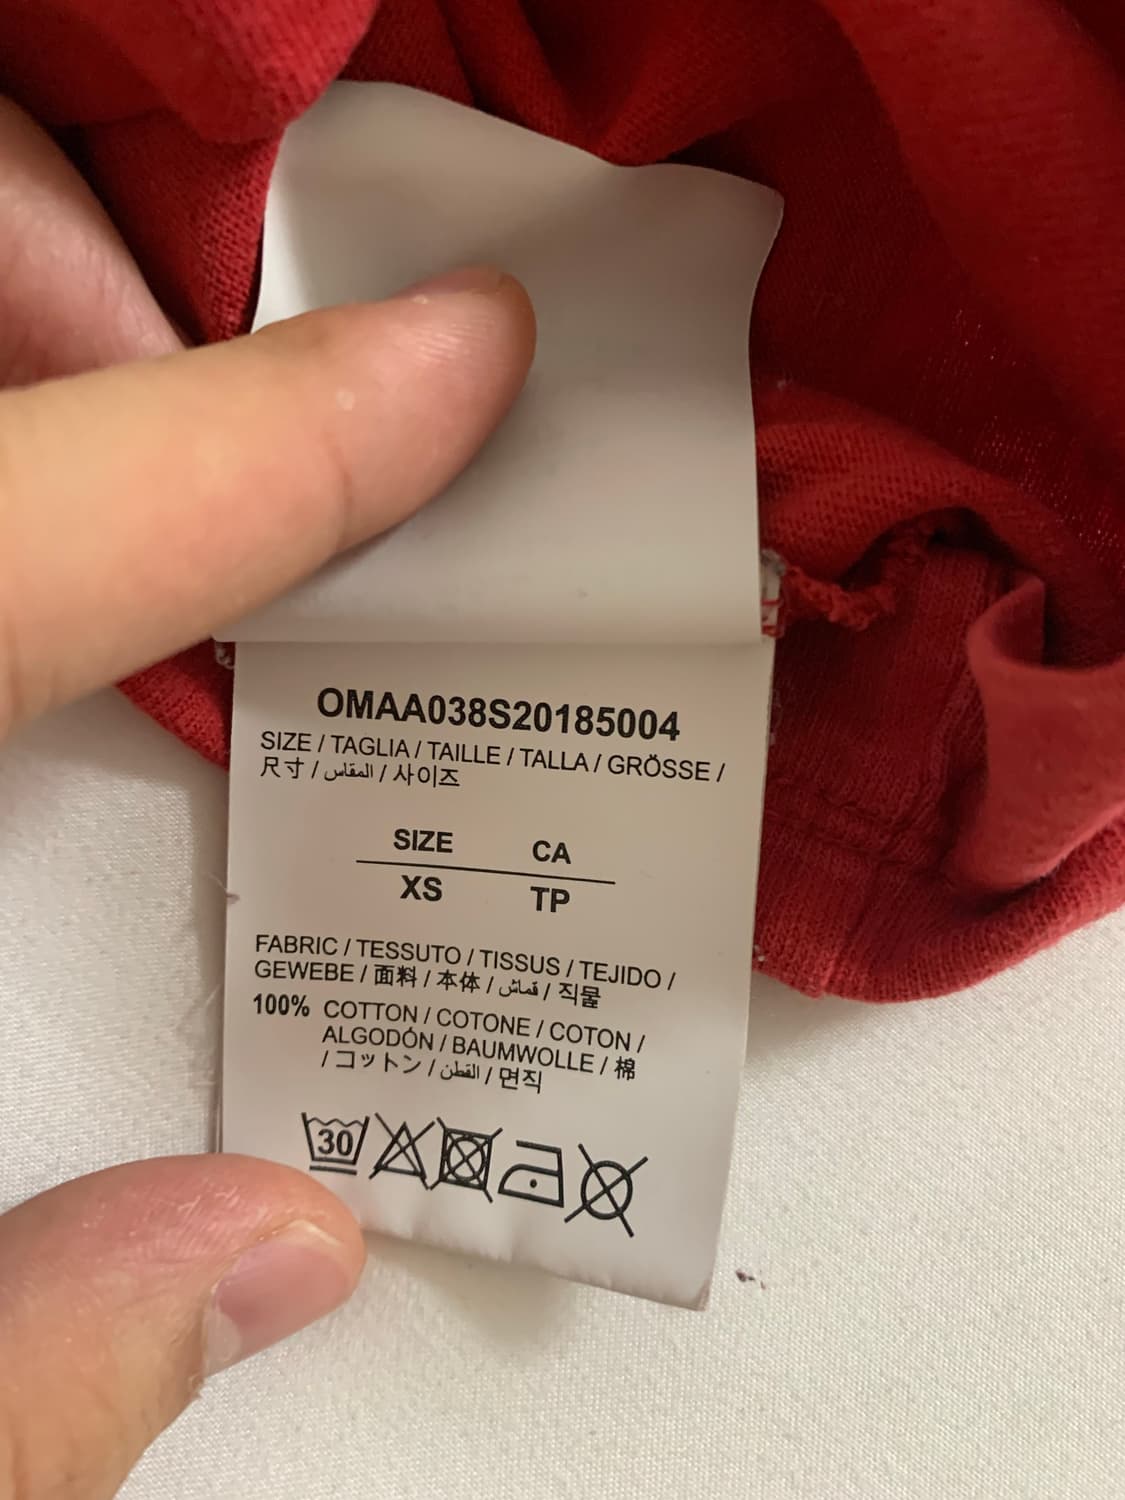 OMAA038S20185004
SIZE / TAGLIA / TAILLE / TALLA / GRÖSSE /
尺寸 / المقاس / 사이즈
SIZE CA
XS TP
FABRIC / TESSUTO / TISSUS / TEJIDO /
GEWEBE / 面料 / 本体 / قماش / 직물
100% COTTON / COTONE / COTON /
ALGODÓN / BAUMWOLLE / 棉
/ コットン / القطن / 면직
30